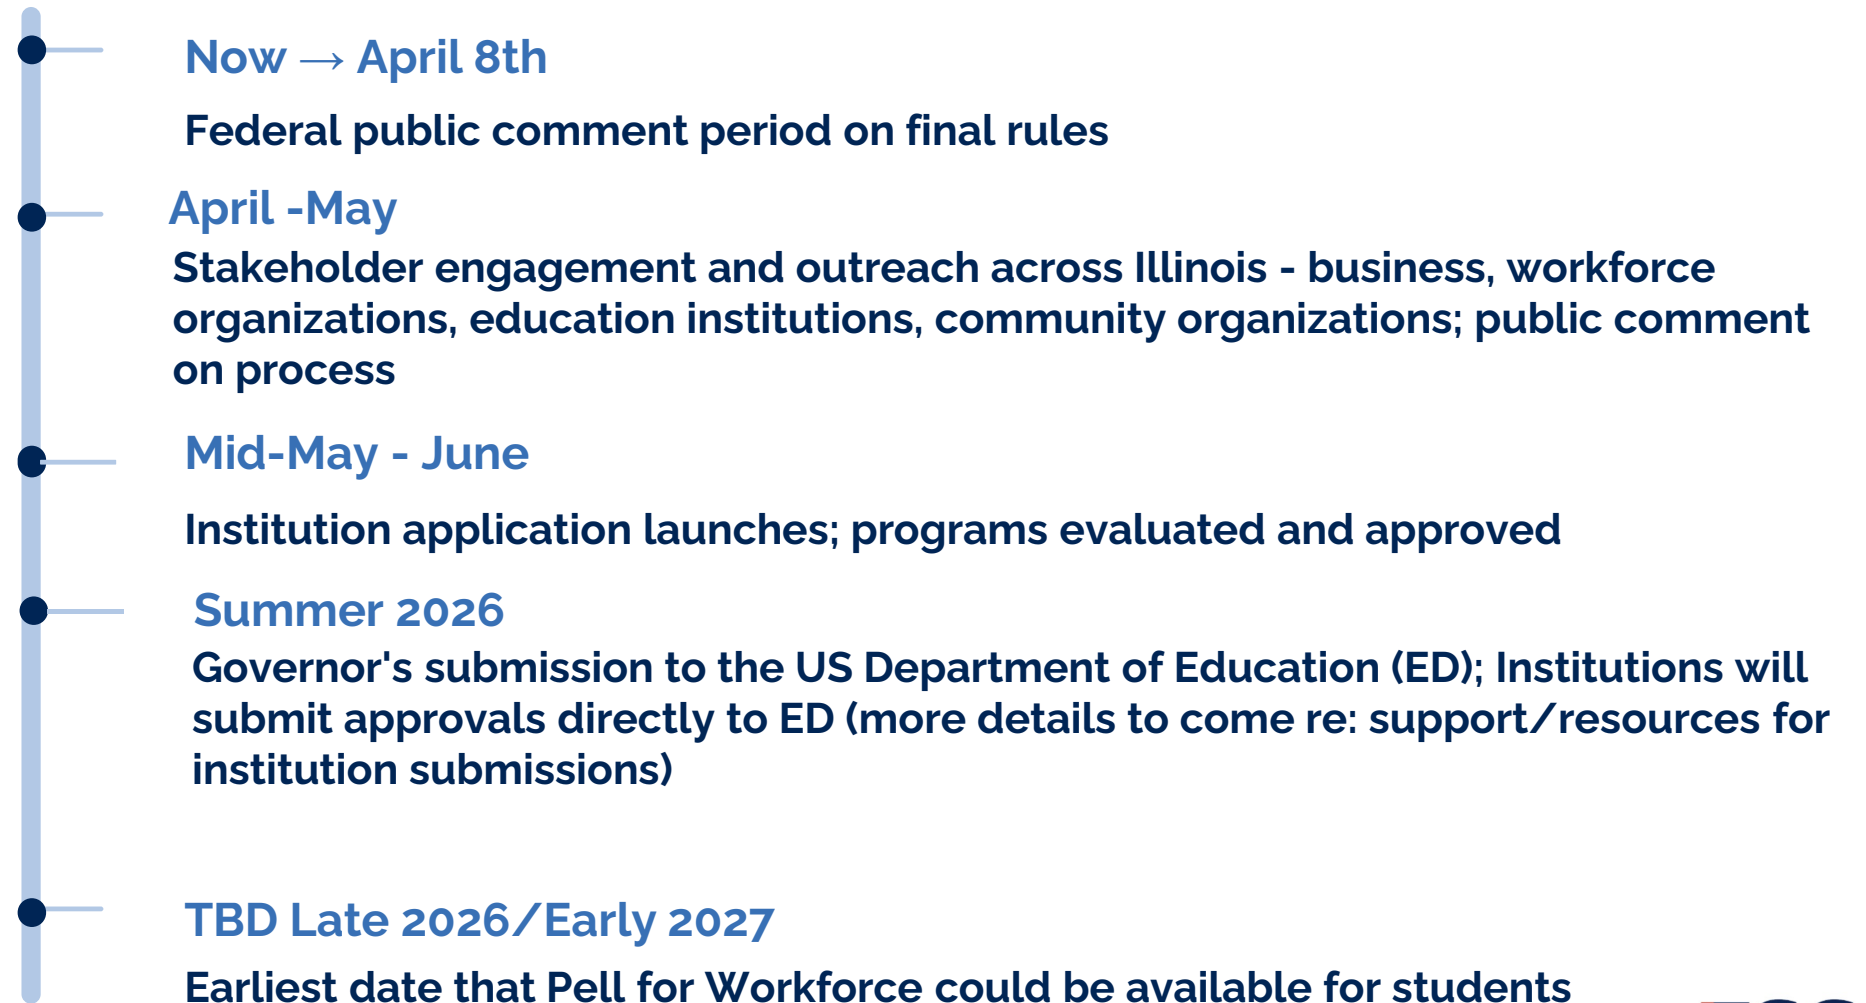 Now → April 8th
Federal public comment period on final rules
April -May
Stakeholder engagement and outreach across Illinois - business, workforce
organizations, education institutions, community organizations; public comment
on process
Mid-May - June
Institution application launches; programs evaluated and approved
Summer 2026
Governor's submission to the US Department of Education (ED); Institutions will
submit approvals directly to ED (more details to come re: support/resources for
institution submissions)
TBD Late 2026/Early 2027
Earliest date that Pell for Workforce could be available for students